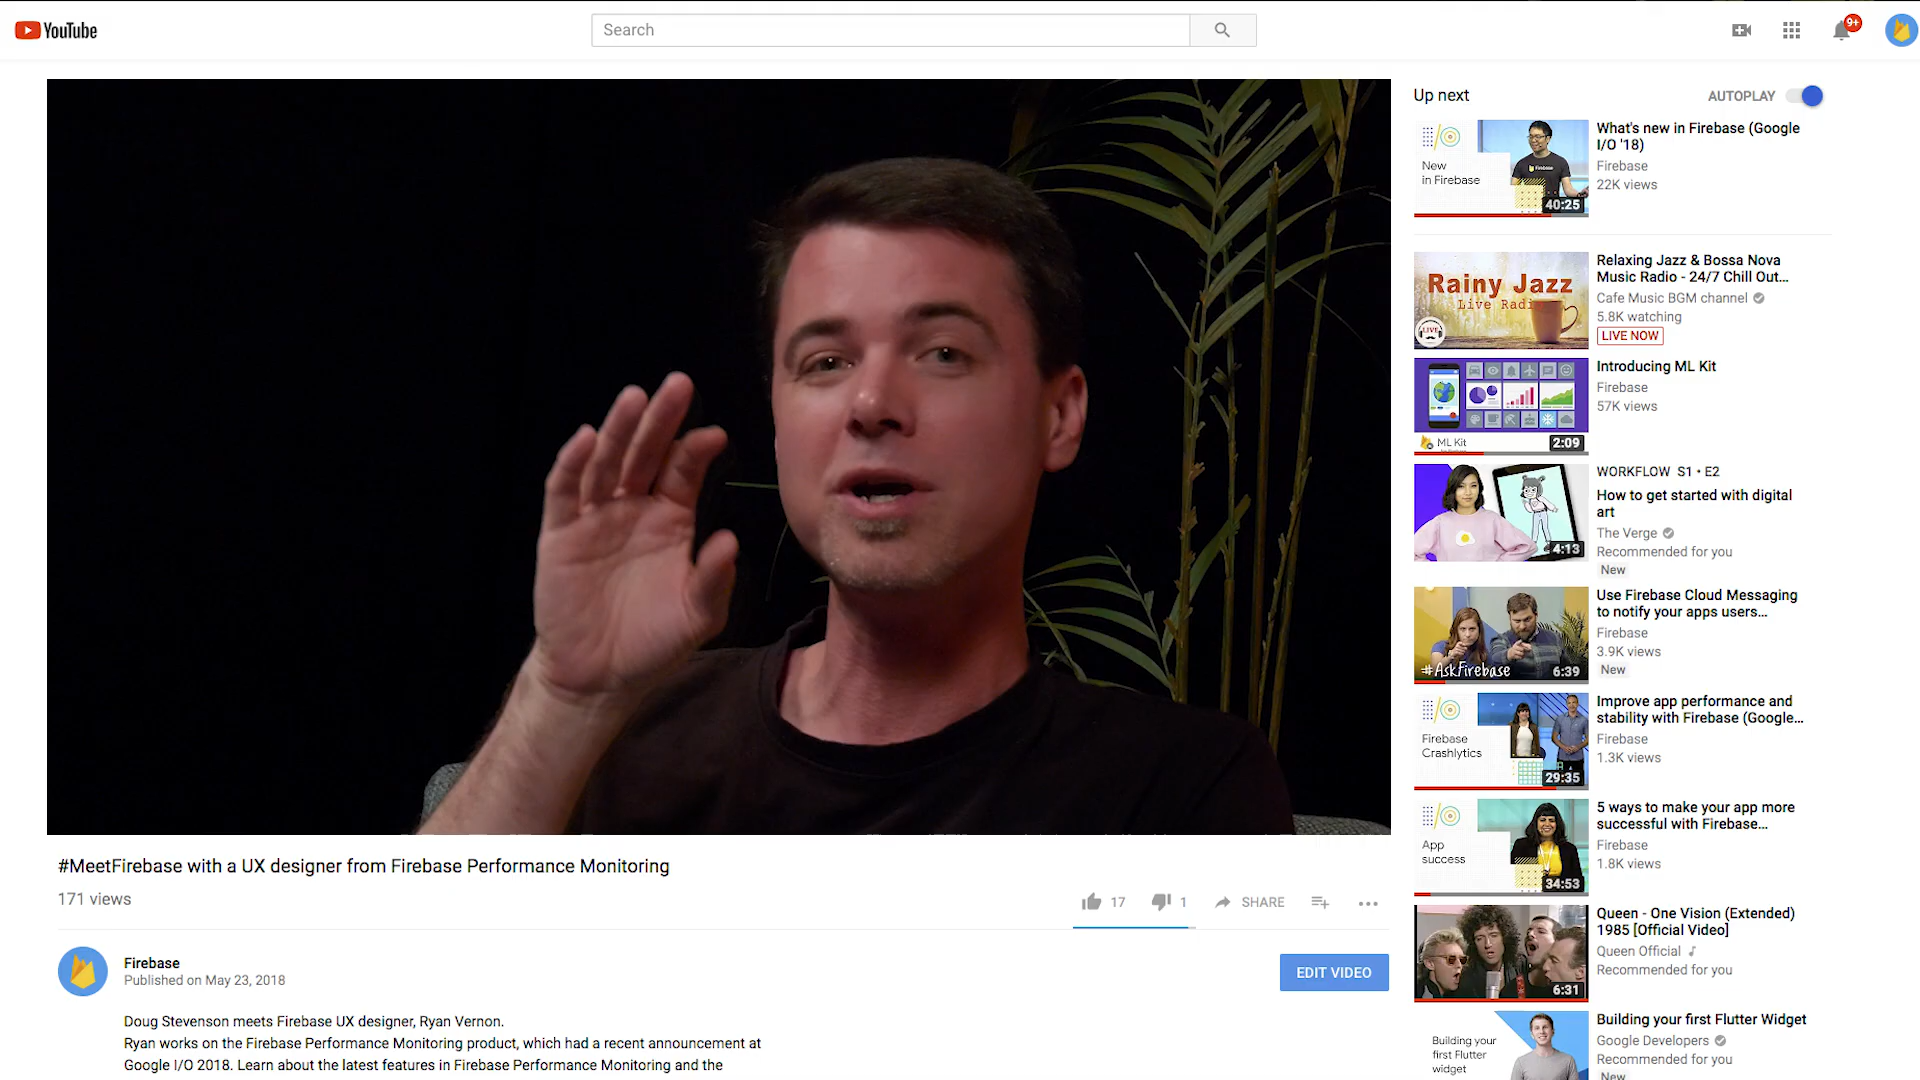 YouTube
Search
9+
Up next
AUTOPLAY
New
in Firebase
40:25
What's new in Firebase (Google
I/O '18)
Firebase
22K views
Rainy Jazz
Live Radio
LIVE
Relaxing Jazz & Bossa Nova
Music Radio - 24/7 Chill Out...
Cafe Music BGM channel
5.8K watching
LIVE NOW
ML Kit
2:09
Introducing ML Kit
Firebase
57K views
4:13
WORKFLOW S1 • E2
How to get started with digital
art
The Verge
Recommended for you
New
#AskFirebase
6:39
Use Firebase Cloud Messaging
to notify your apps users...
Firebase
3.9K views
New
Firebase
Crashlytics
29:35
Improve app performance and
stability with Firebase (Google...
Firebase
1.3K views
App
success
34:53
5 ways to make your app more
successful with Firebase...
Firebase
1.8K views
6:31
Queen - One Vision (Extended)
1985 [Official Video]
Queen Official
Recommended for you
Building your
first Flutter
widget
Building your first Flutter Widget
Google Developers
Recommended for you
New
#MeetFirebase with a UX designer from Firebase Performance Monitoring
171 views
17
1
SHARE
Firebase
Published on May 23, 2018
EDIT VIDEO
Doug Stevenson meets Firebase UX designer, Ryan Vernon.
Ryan works on the Firebase Performance Monitoring product, which had a recent announcement at
Google I/O 2018. Learn about the latest features in Firebase Performance Monitoring and the